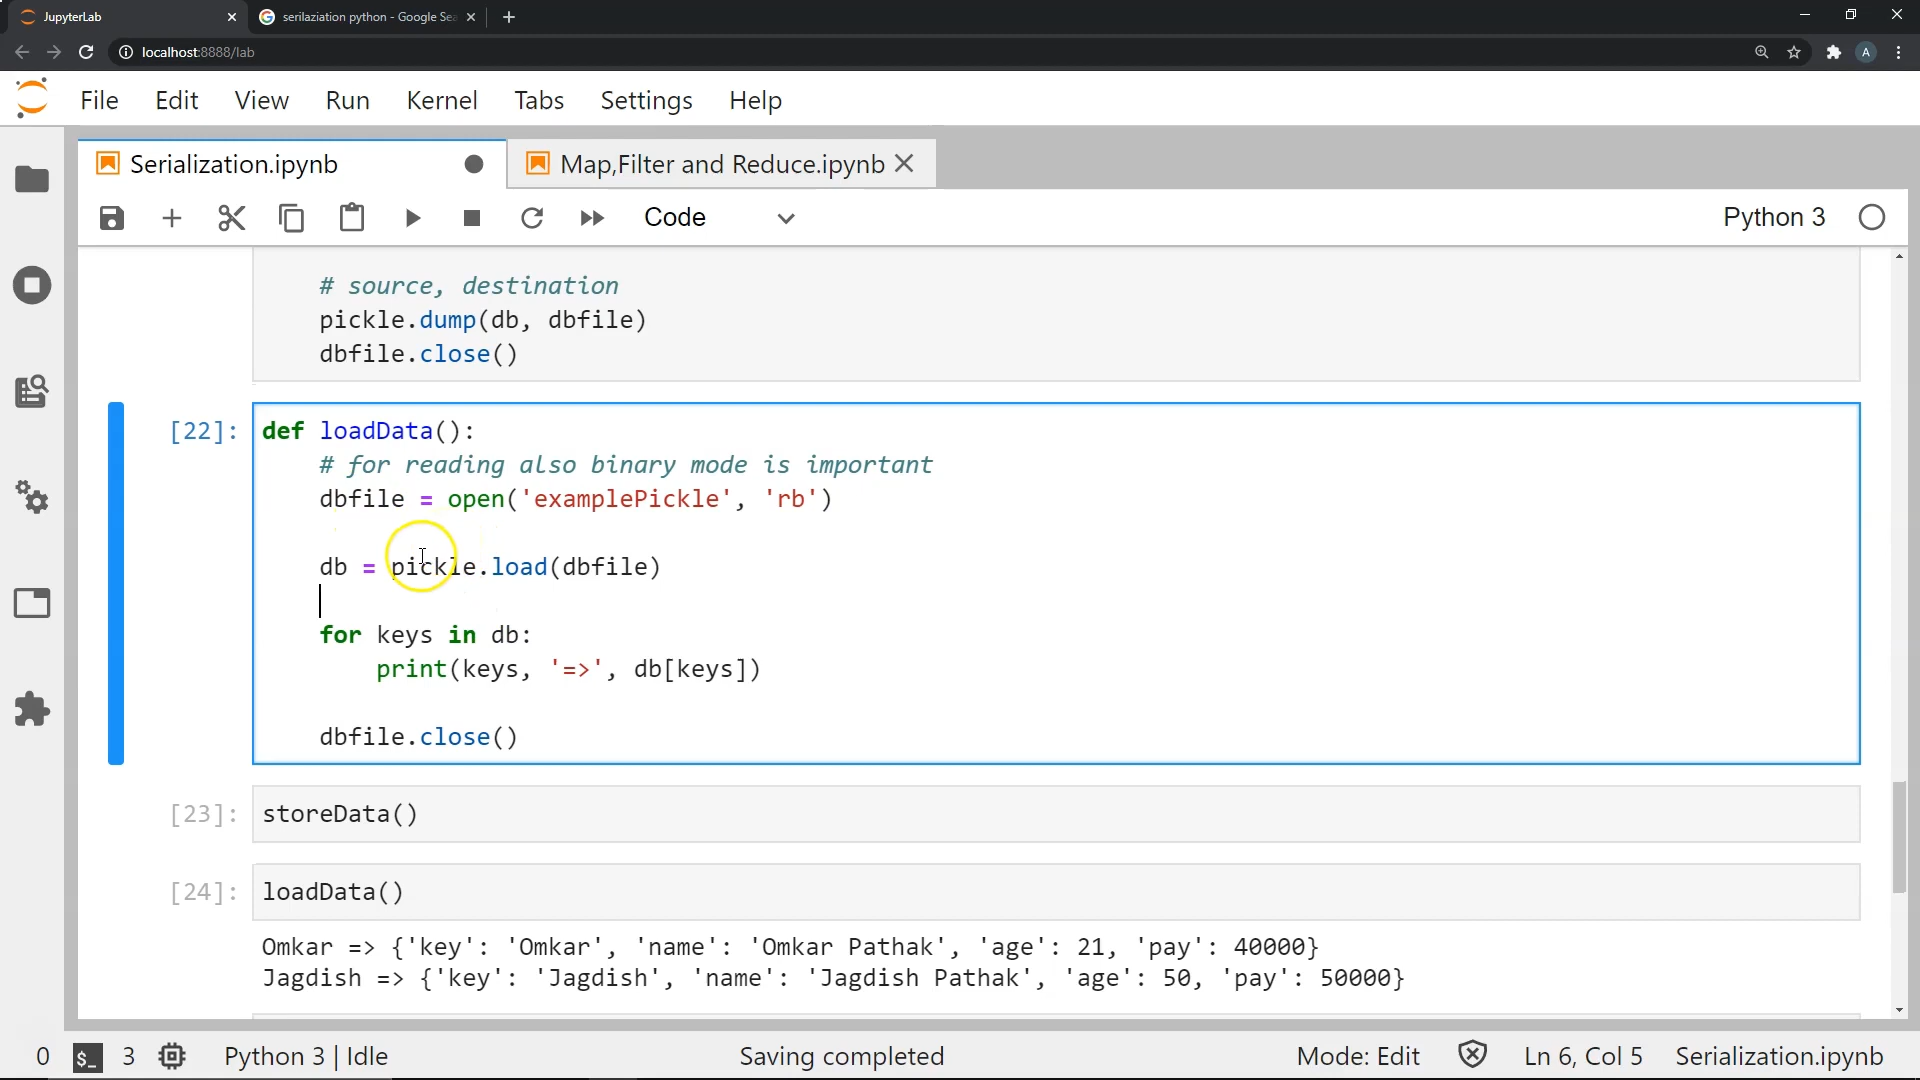 JupyterLab
serilaziation python - Google Sea
localhost:8888/lab
A
File Edit View Run Kernel Tabs Settings Help
Serialization.ipynb
Map,Filter and Reduce.ipynb
Code
Python 3
# source, destination
pickle.dump(db, dbfile)
dbfile.close()
[22]:
def loadData():
# for reading also binary mode is important
dbfile = open('examplePickle', 'rb')
db = pickle.load(dbfile)
for keys in db:
print(keys, '=>', db[keys])
dbfile.close()
[23]:
storeData()
[24]:
loadData()
Omkar => {'key': 'Omkar', 'name': 'Omkar Pathak', 'age': 21, 'pay': 40000}
Jagdish => {'key': 'Jagdish', 'name': 'Jagdish Pathak', 'age': 50, 'pay': 50000}
0 $_ 3 Python 3 | Idle Saving completed Mode: Edit Ln 6, Col 5 Serialization.ipynb